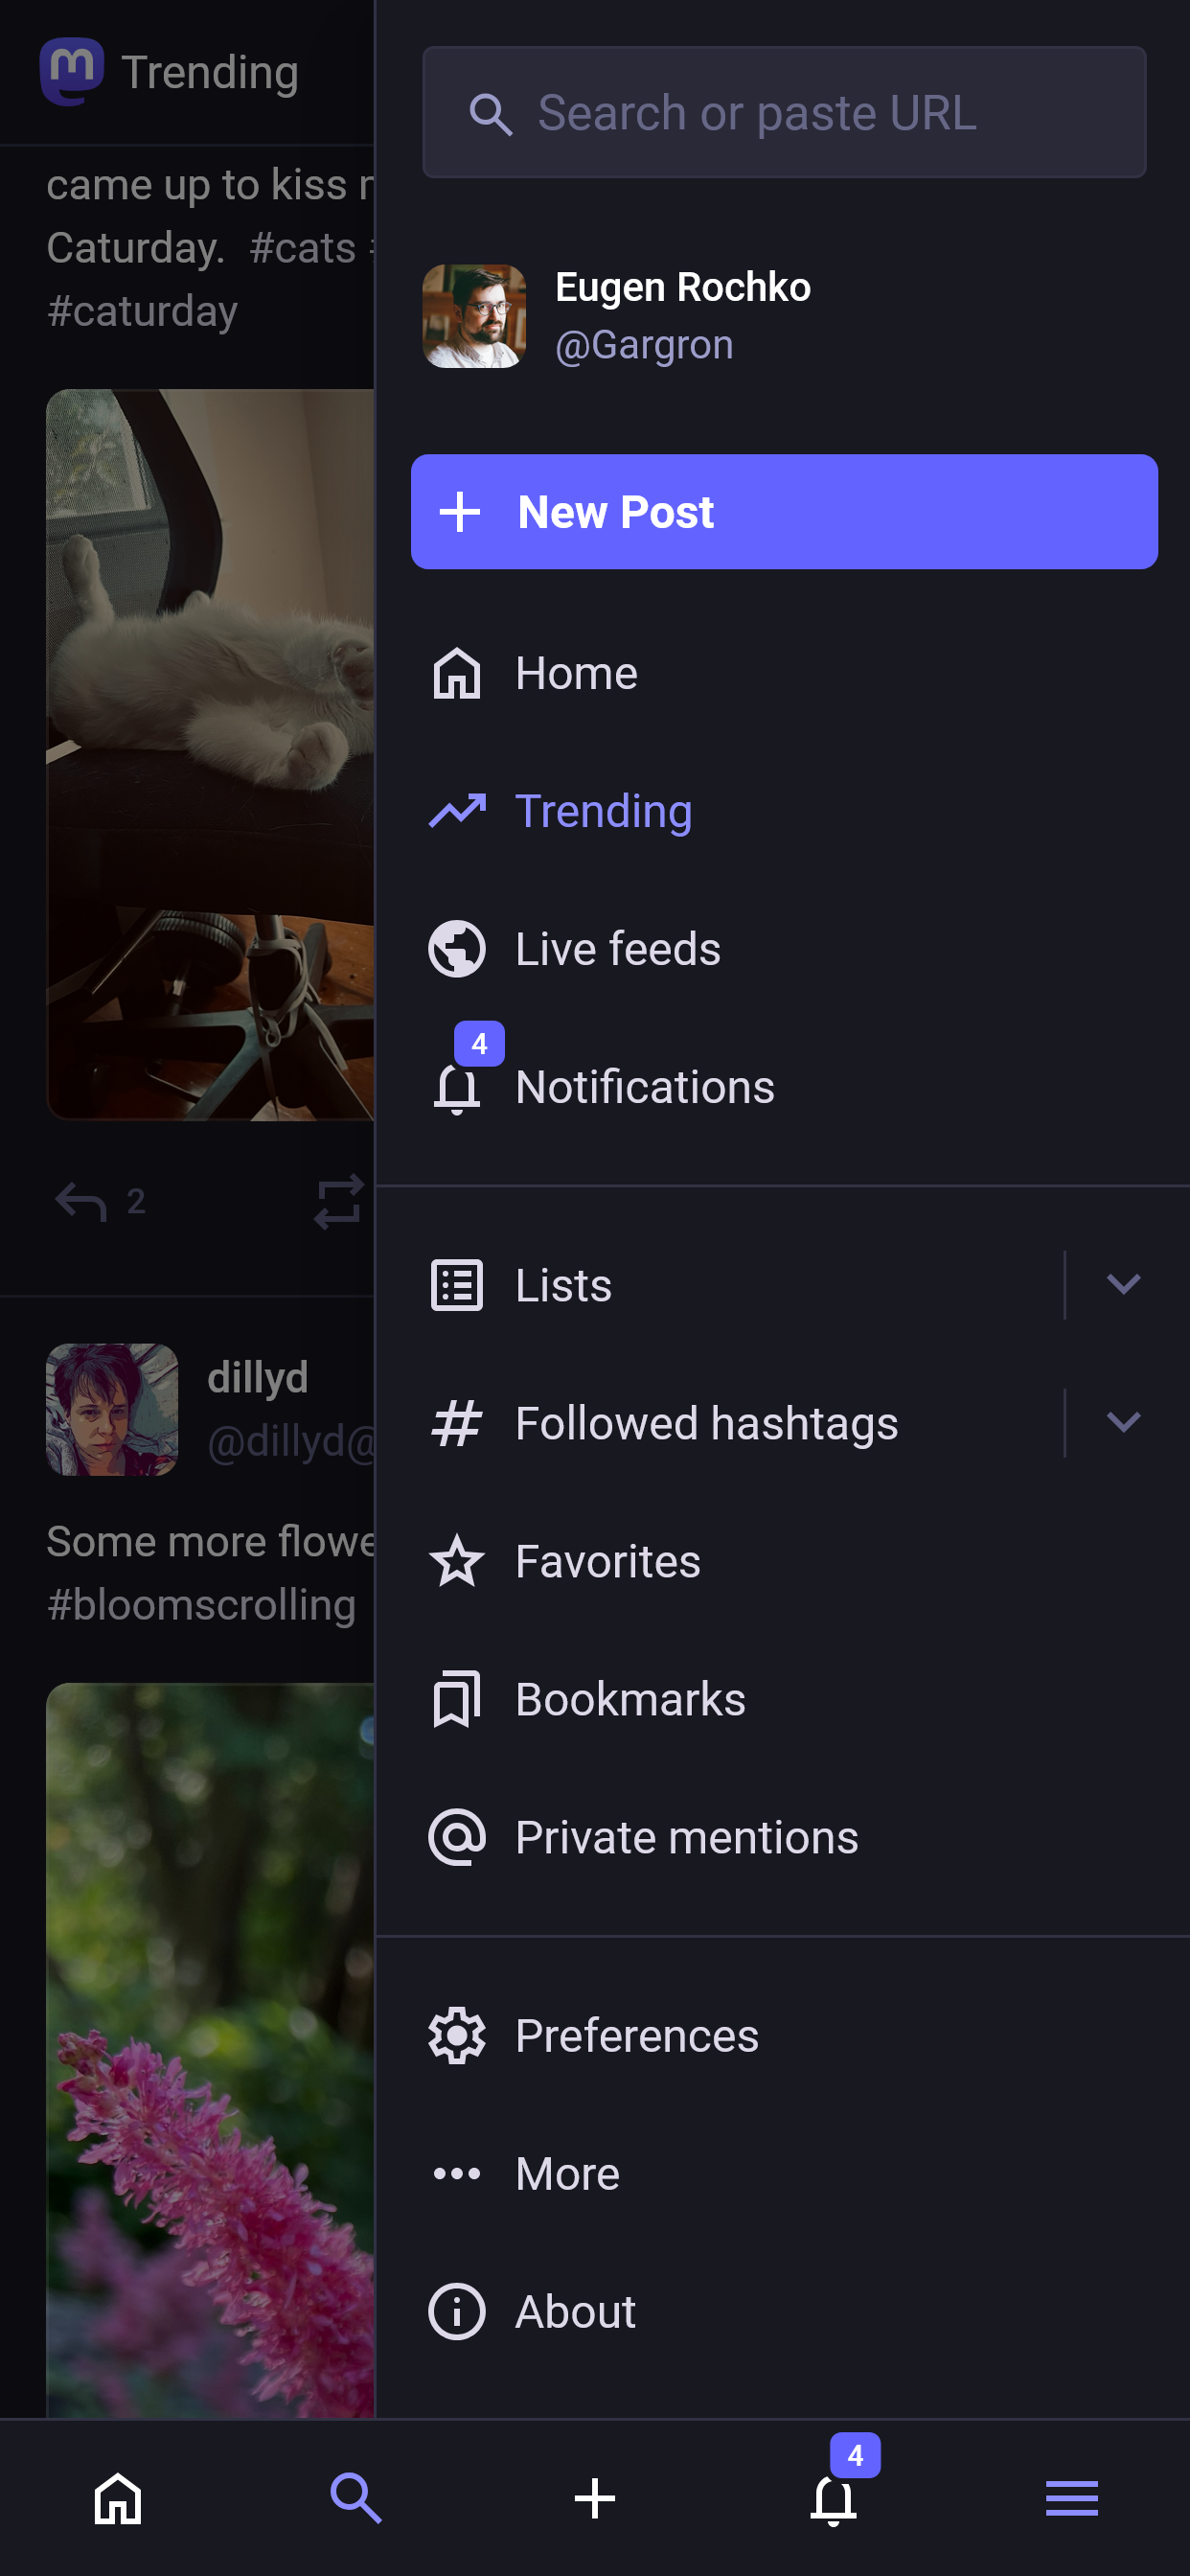 Trending
came up to kiss
Caturday. #cats
#caturday
2
dillyd
@dillyd@
Some more
#bloomscrolling
Search or paste URL
Eugen Rochko
@Gargron
New Post
Home
Trending
Live feeds
4
Notifications
Lists
Followed hashtags
Favorites
Bookmarks
Private mentions
Preferences
More
About
4